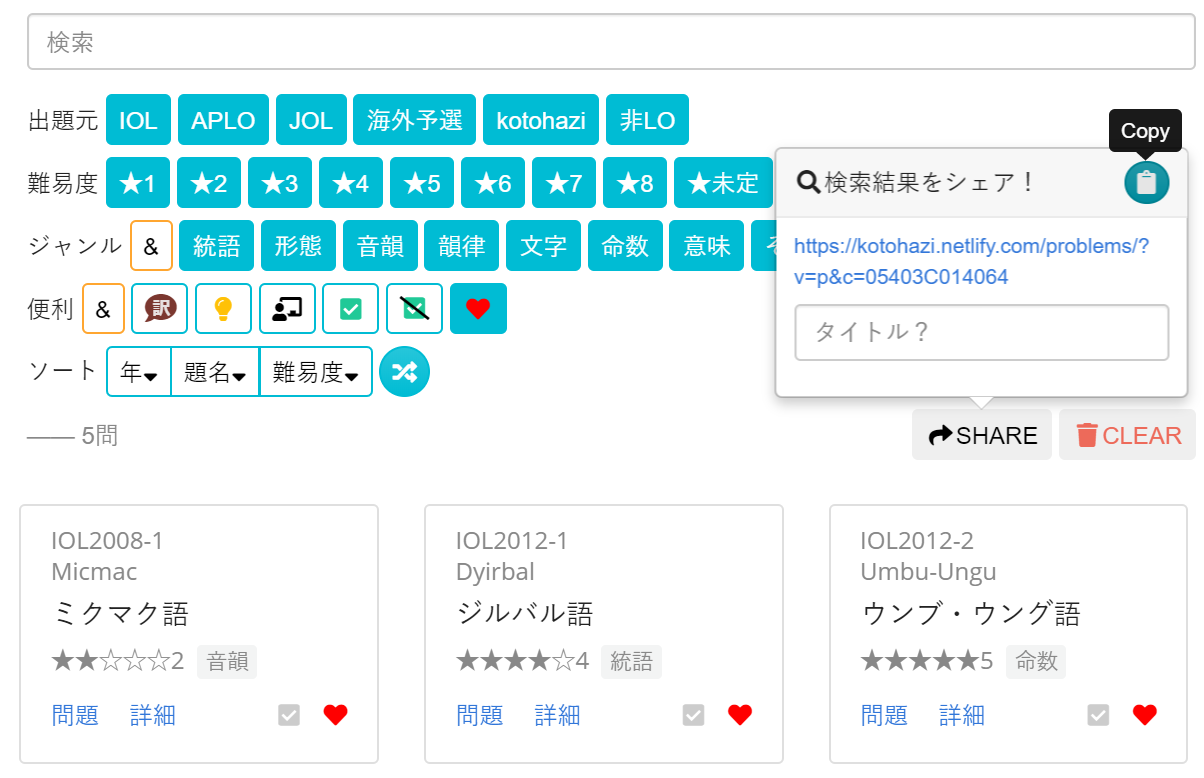 検索
出題元 IOL APLO JOL 海外予選 kotohazi 非LO
Copy
難易度 ★1 ★2 ★3 ★4 ★5 ★6 ★7 ★8 ★未定
検索結果をシェア！
ジャンル & 統語 形態 音韻 韻律 文字 命数 意味
https://kotohazi.netlify.com/problems/?
v=p&c=05403C014064
便利 & 訳
タイトル？
ソート 年 題名 難易度
—— 5問
SHARE CLEAR
IOL2008-1
Micmac
ミクマク語
★★☆☆☆2 音韻
問題 詳細
IOL2012-1
Dyirbal
ジルバル語
★★★★☆4 統語
問題 詳細
IOL2012-2
Umbu-Ungu
ウンブ・ウング語
★★★★★5 命数
問題 詳細